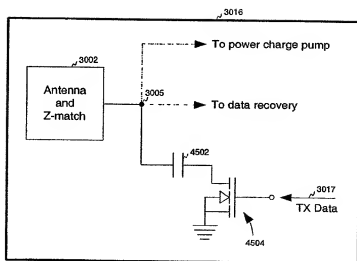 3016
To power charge pump
3002
Antenna
and
Z-match
3005
To data recovery
4502
3017
TX Data
4504